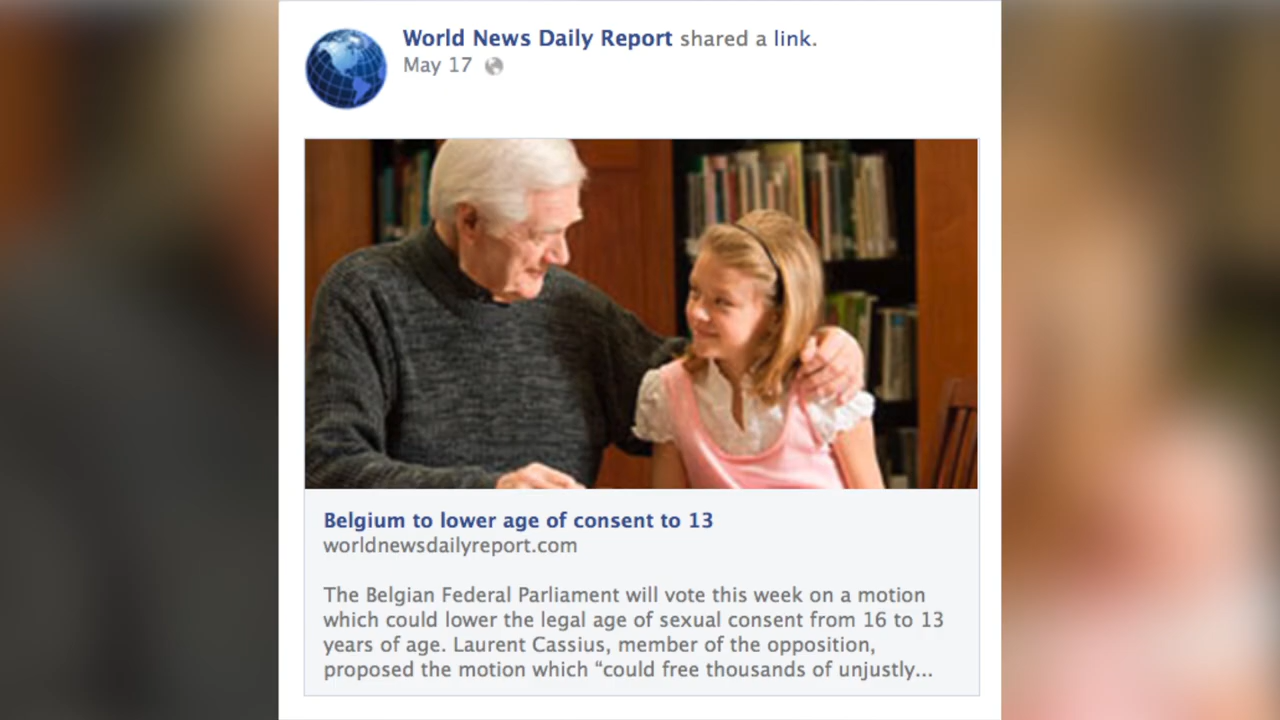 World News Daily Report shared a link.
May 17
Belgium to lower age of consent to 13
worldnewsdailyreport.com
The Belgian Federal Parliament will vote this week on a motion
which could lower the legal age of sexual consent from 16 to 13
years of age. Laurent Cassius, member of the opposition,
proposed the motion which “could free thousands of unjustly...